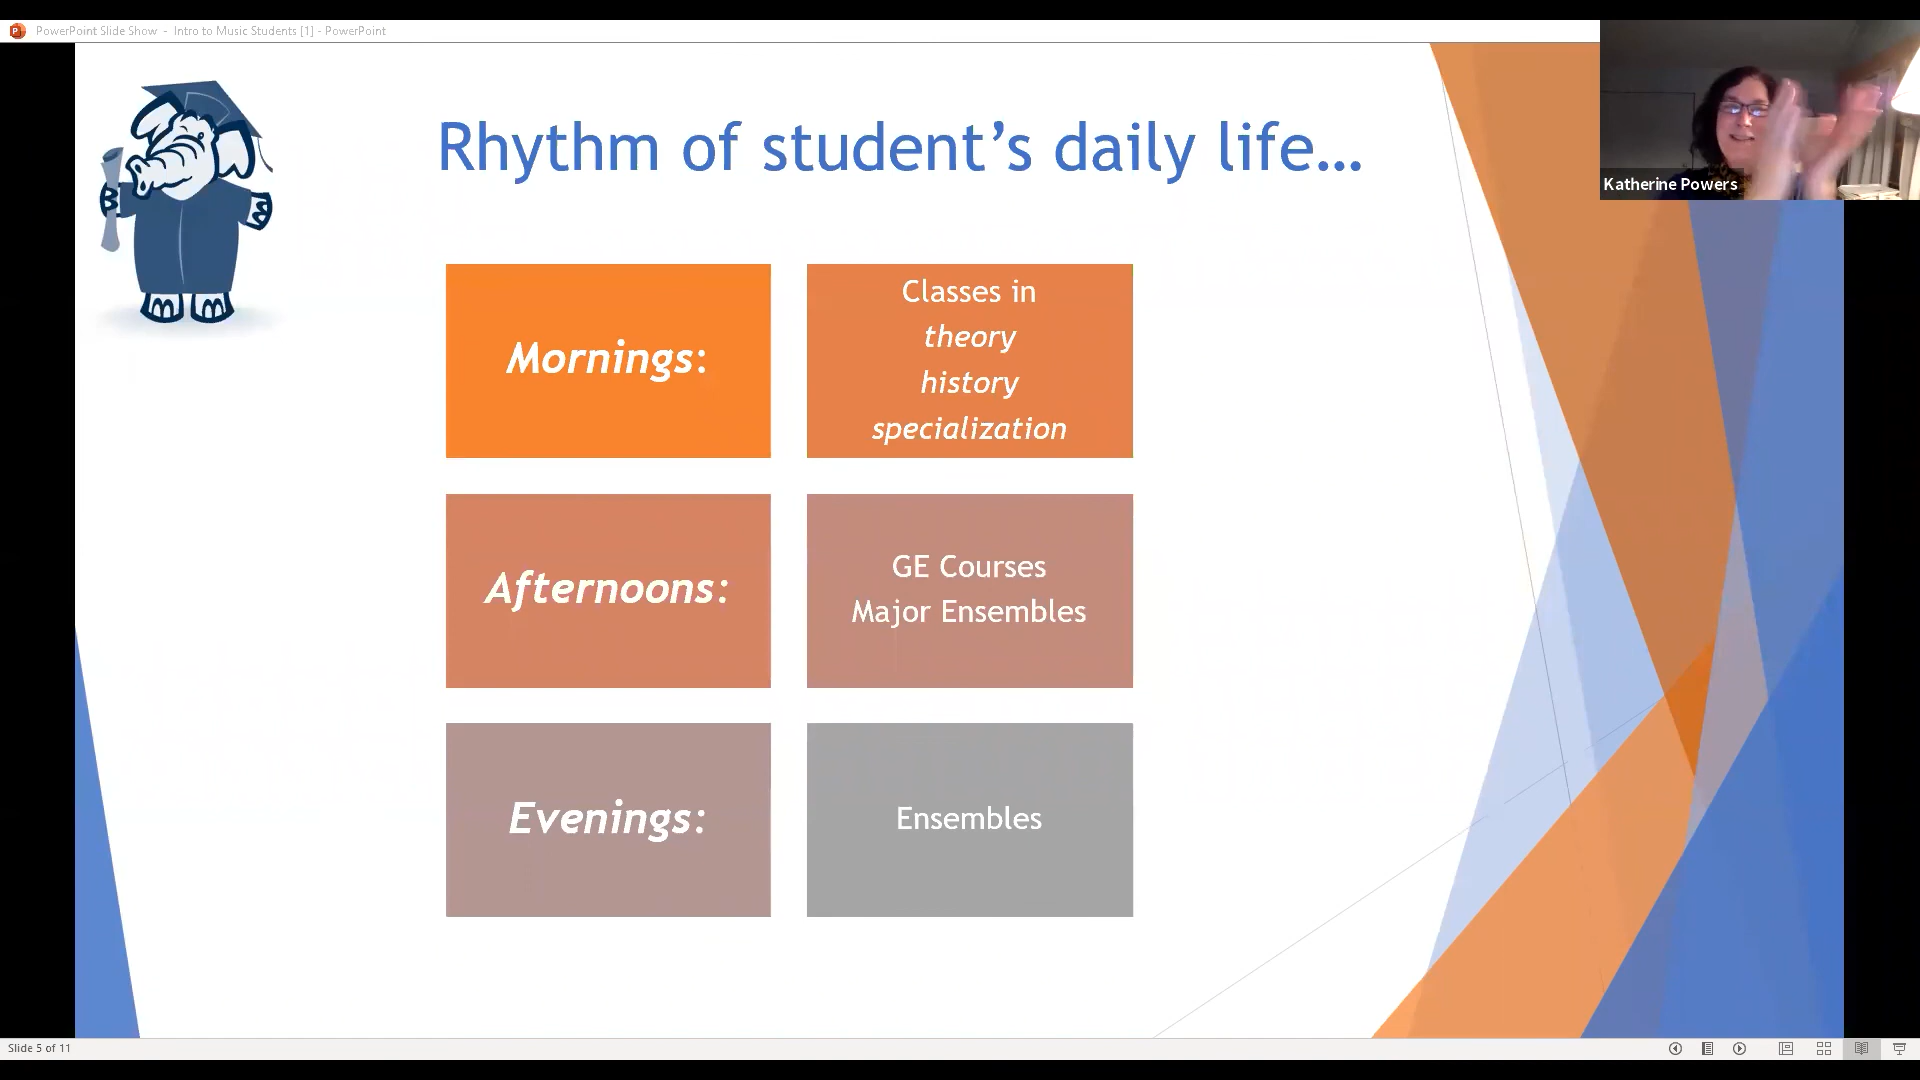 PowerPoint Slide Show - Intro to Music Students [1] - PowerPoint
Katherine Powers
Rhythm of student’s daily life…
Mornings:
Classes in
theory
history
specialization
Afternoons:
GE Courses
Major Ensembles
Evenings:
Ensembles
Slide 5 of 11